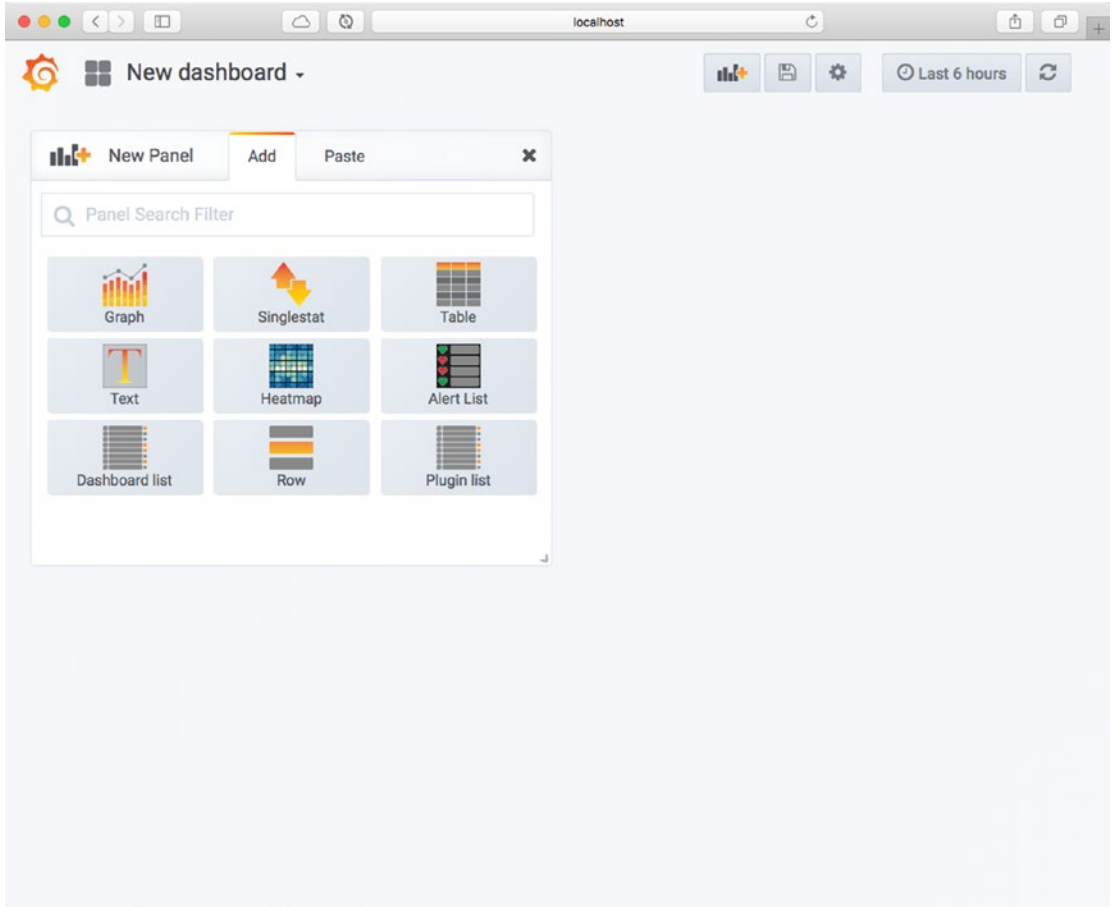 localhost
New dashboard
Last 6 hours
New Panel Add Paste
Panel Search Filter
Graph Singlestat Table
Text Heatmap Alert List
Dashboard list Row Plugin list